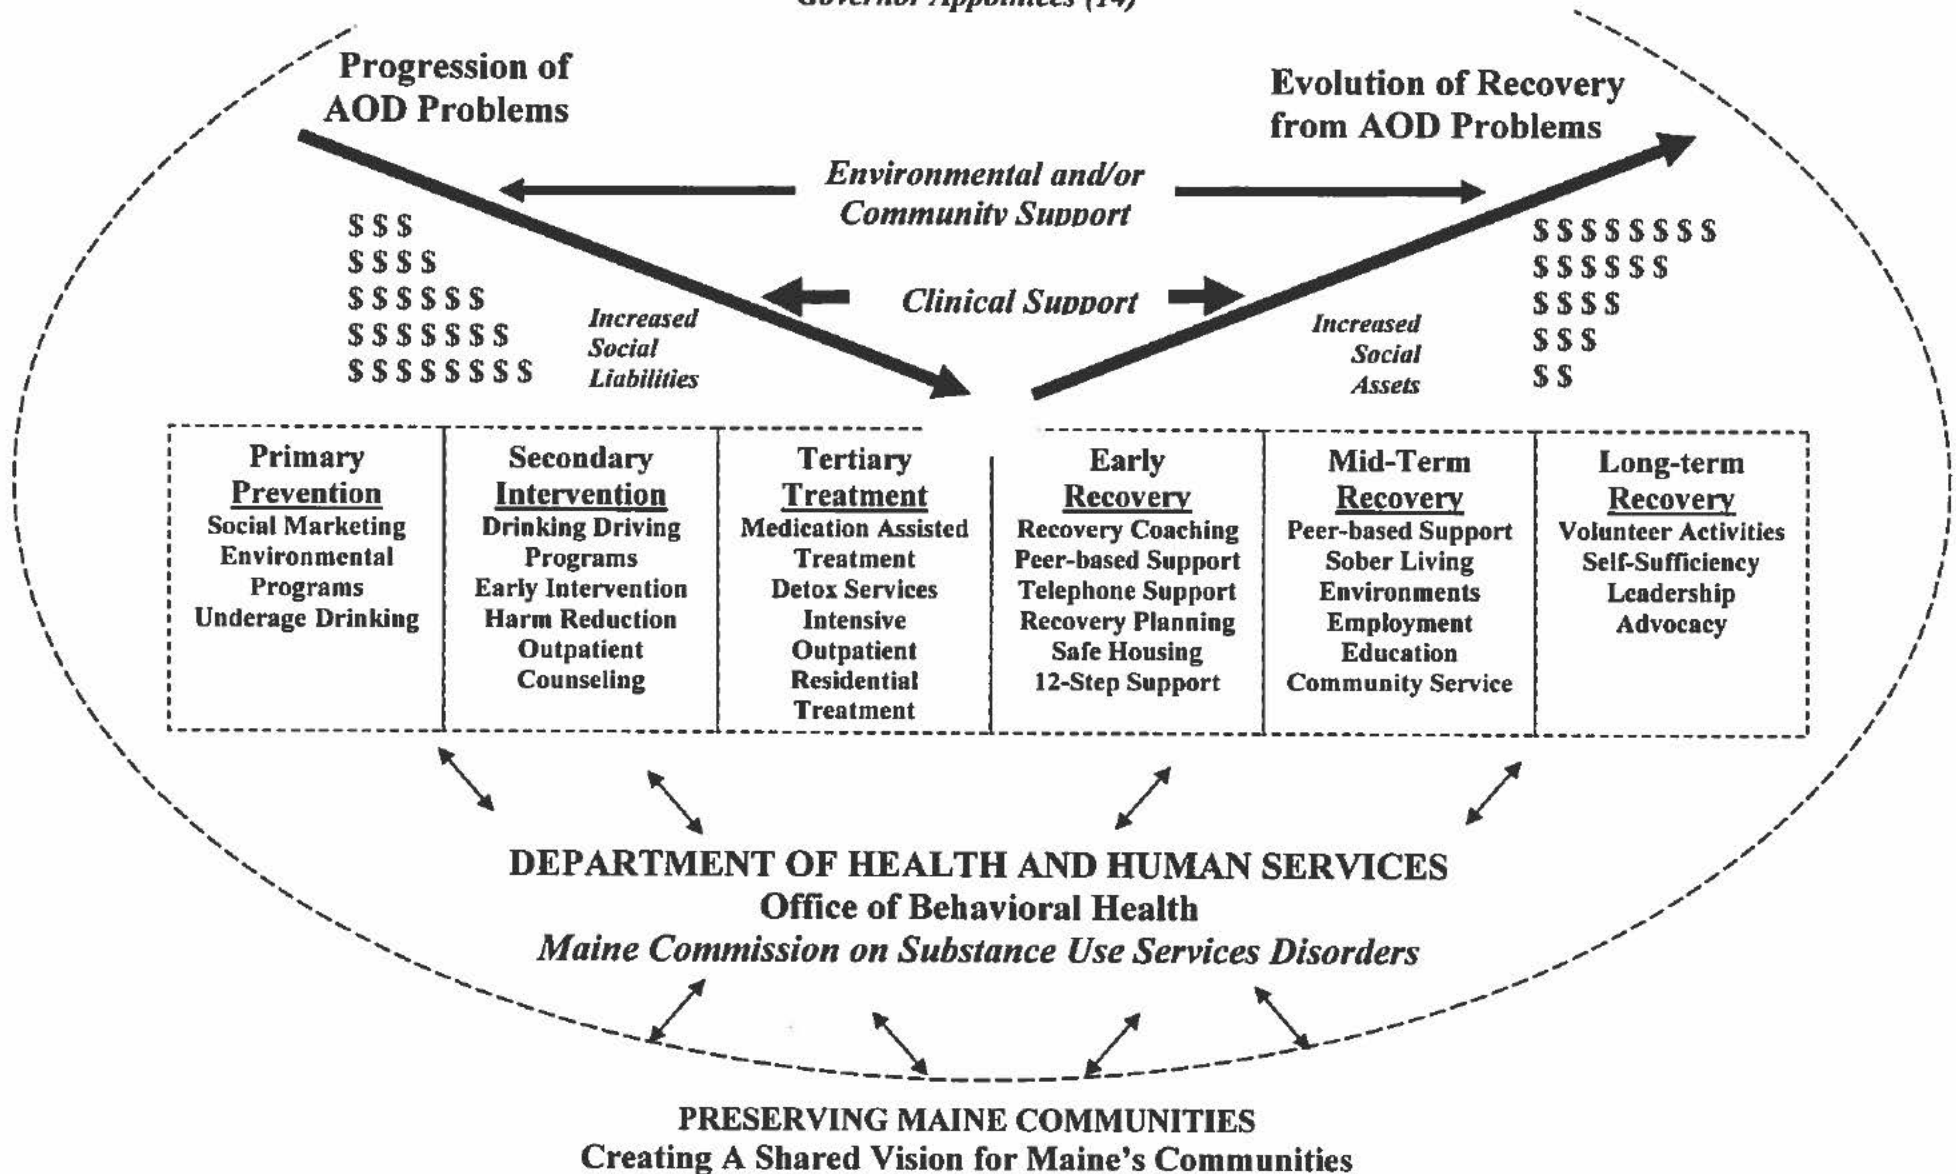 Governor Appointees (14)
Progression of
AOD Problems
Evolution of Recovery
from AOD Problems
Environmental and/or
Community Support
$ $ $
$ $ $ $
$ $ $ $ $ $
$ $ $ $ $ $ $
$ $ $ $ $ $ $ $
Increased
Social
Liabilities
Clinical Support
Increased
Social
Assets
$ $ $ $ $ $ $ $
$ $ $ $ $ $
$ $ $ $
$ $ $
$ $
Primary
Prevention
Social Marketing
Environmental
Programs
Underage Drinking
Secondary
Intervention
Drinking Driving
Programs
Early Intervention
Harm Reduction
Outpatient
Counseling
Tertiary
Treatment
Medication Assisted
Treatment
Detox Services
Intensive
Outpatient
Residential
Treatment
Early
Recovery
Recovery Coaching
Peer-based Support
Telephone Support
Recovery Planning
Safe Housing
12-Step Support
Mid-Term
Recovery
Peer-based Support
Sober Living
Environments
Employment
Education
Community Service
Long-term
Recovery
Volunteer Activities
Self-Sufficiency
Leadership
Advocacy
DEPARTMENT OF HEALTH AND HUMAN SERVICES
Office of Behavioral Health
Maine Commission on Substance Use Services Disorders
PRESERVING MAINE COMMUNITIES
Creating A Shared Vision for Maine's Communities